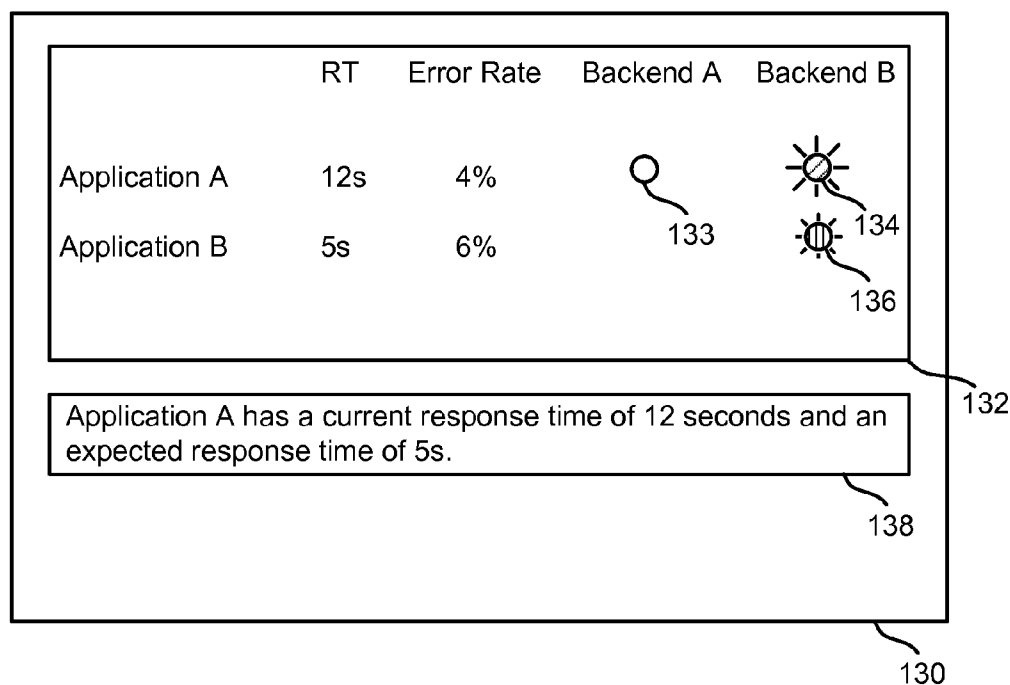 RT Error Rate Backend A Backend B
Application A 12s 4%
133 134
Application B 5s 6%
136
132
Application A has a current response time of 12 seconds and an
expected response time of 5s.
138
130